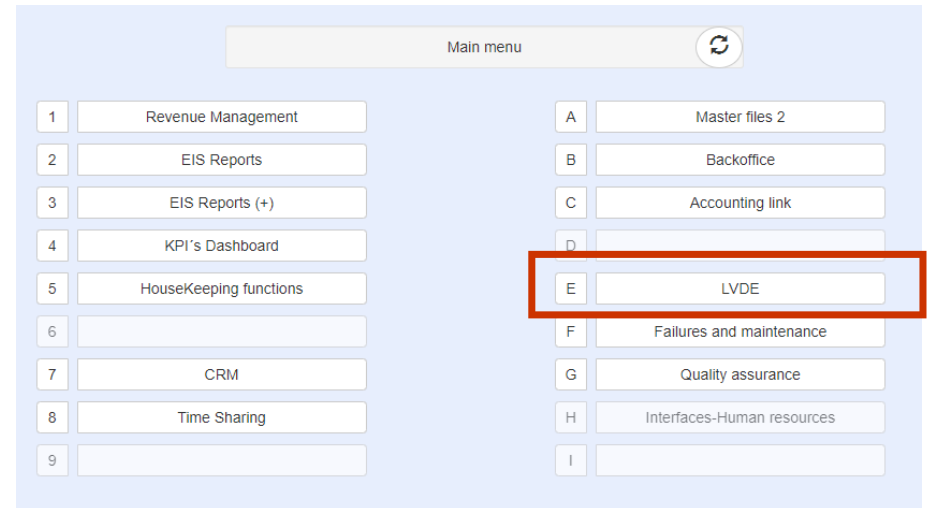 Main menu
1 Revenue Management
2 EIS Reports
3 EIS Reports (+)
4 KPI´s Dashboard
5 HouseKeeping functions
6
7 CRM
8 Time Sharing
9
A Master files 2
B Backoffice
C Accounting link
D
E LVDE
F Failures and maintenance
G Quality assurance
H Interfaces-Human resources
I